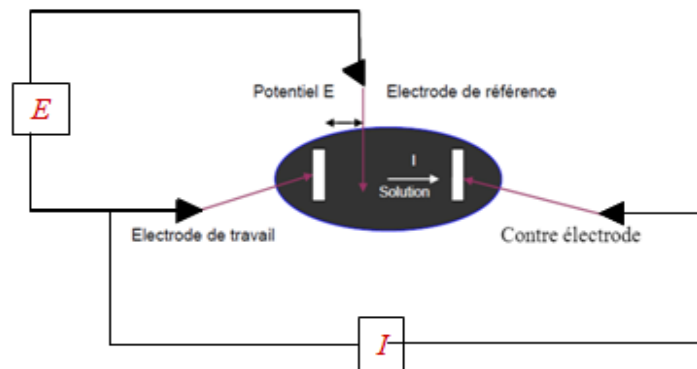 Potentiel E
Electrode de référence
E
I
Solution
Electrode de travail
Contre électrode
I